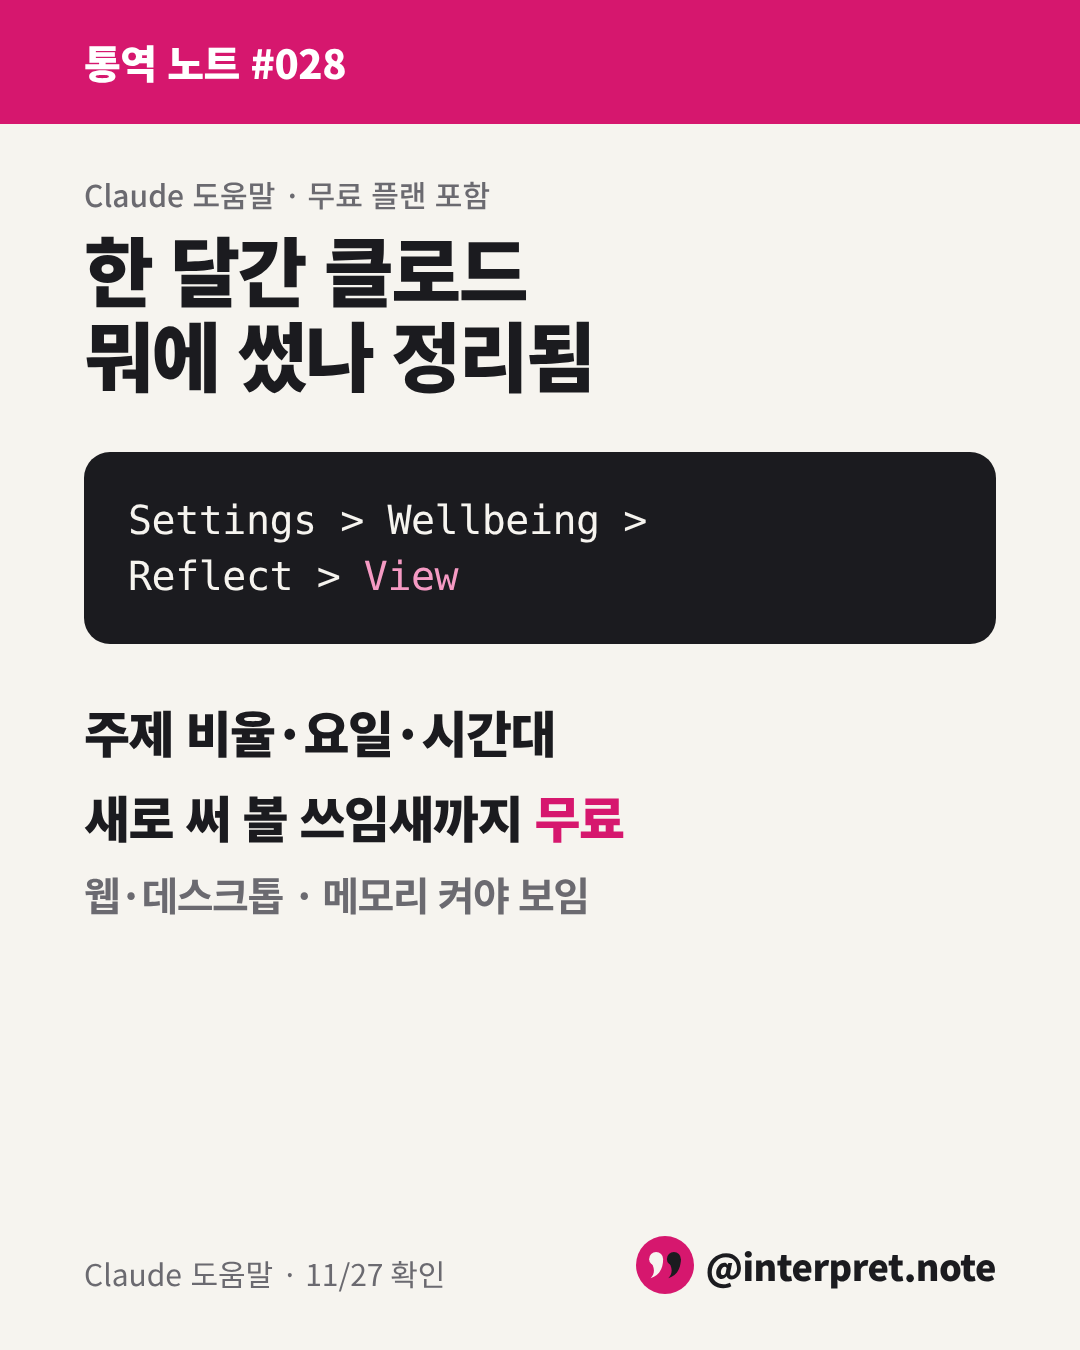 통역 노트 #028
Claude 도움말 · 무료 플랜 포함
한 달간 클로드
뭐에 썼나 정리됨
Settings > Wellbeing >
Reflect > View
주제 비율·요일·시간대
새로 써 볼 쓰임새까지 무료
웹·데스크톱 · 메모리 켜야 보임
Claude 도움말 · 11/27 확인
@interpret.note